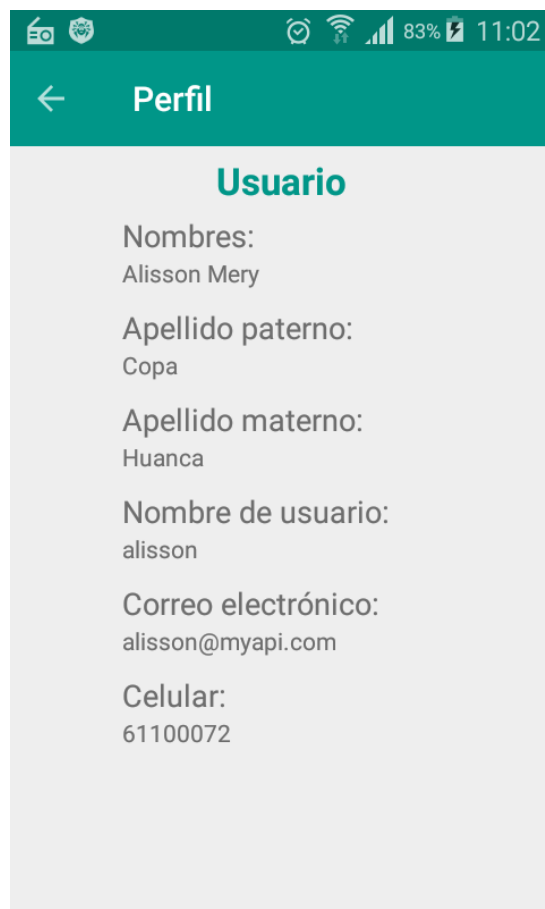 83% 11:02
Perfil
Usuario
Nombres:
Alisson Mery
Apellido paterno:
Copa
Apellido materno:
Huanca
Nombre de usuario:
alisson
Correo electrónico:
alisson@myapi.com
Celular:
61100072